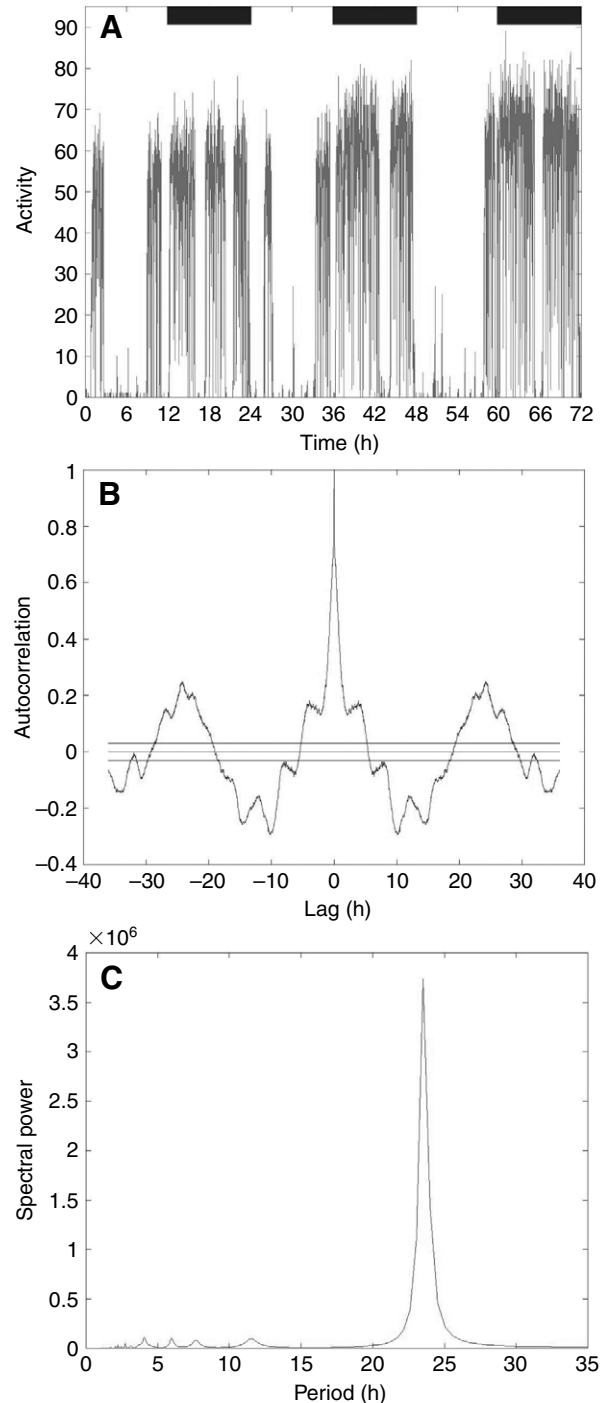 A
95
90
80
70
60
50
40
30
20
10
0
Activity
0 6 12 18 24 30 36 42 48 54 60 66 72
Time (h)
B
1
0.8
0.6
0.4
0.2
0
–0.2
–0.4
Autocorrelation
–40 –30 –20 –10 0 10 20 30 40
Lag (h)
×10⁶
C
4
3.5
3
2.5
2
1.5
1
0.5
0
Spectral power
0 5 10 15 20 25 30 35
Period (h)